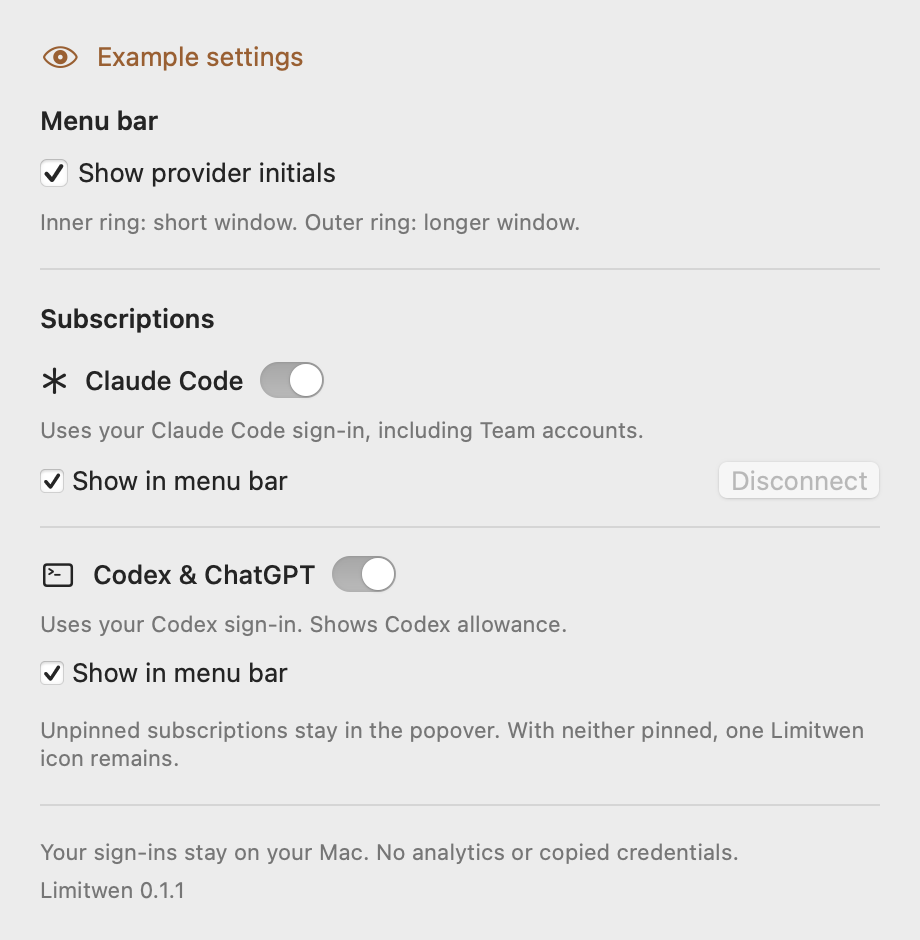 Example settings
Menu bar
Show provider initials
Inner ring: short window. Outer ring: longer window.
Subscriptions
Claude Code
Uses your Claude Code sign-in, including Team accounts.
Show in menu bar
Disconnect
Codex & ChatGPT
Uses your Codex sign-in. Shows Codex allowance.
Show in menu bar
Unpinned subscriptions stay in the popover. With neither pinned, one Limitwen
icon remains.
Your sign-ins stay on your Mac. No analytics or copied credentials.
Limitwen 0.1.1